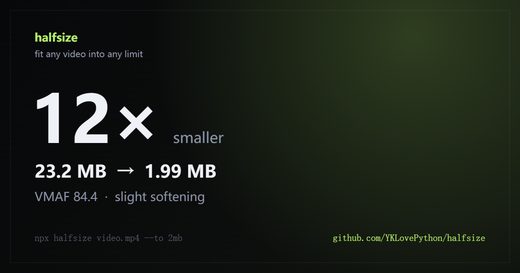 halfsize
fit any video into any limit
12× smaller
23.2 MB → 1.99 MB
VMAF 84.4 · slight softening
npx halfsize video.mp4 --to 2mb
github.com/YKLovePython/halfsize